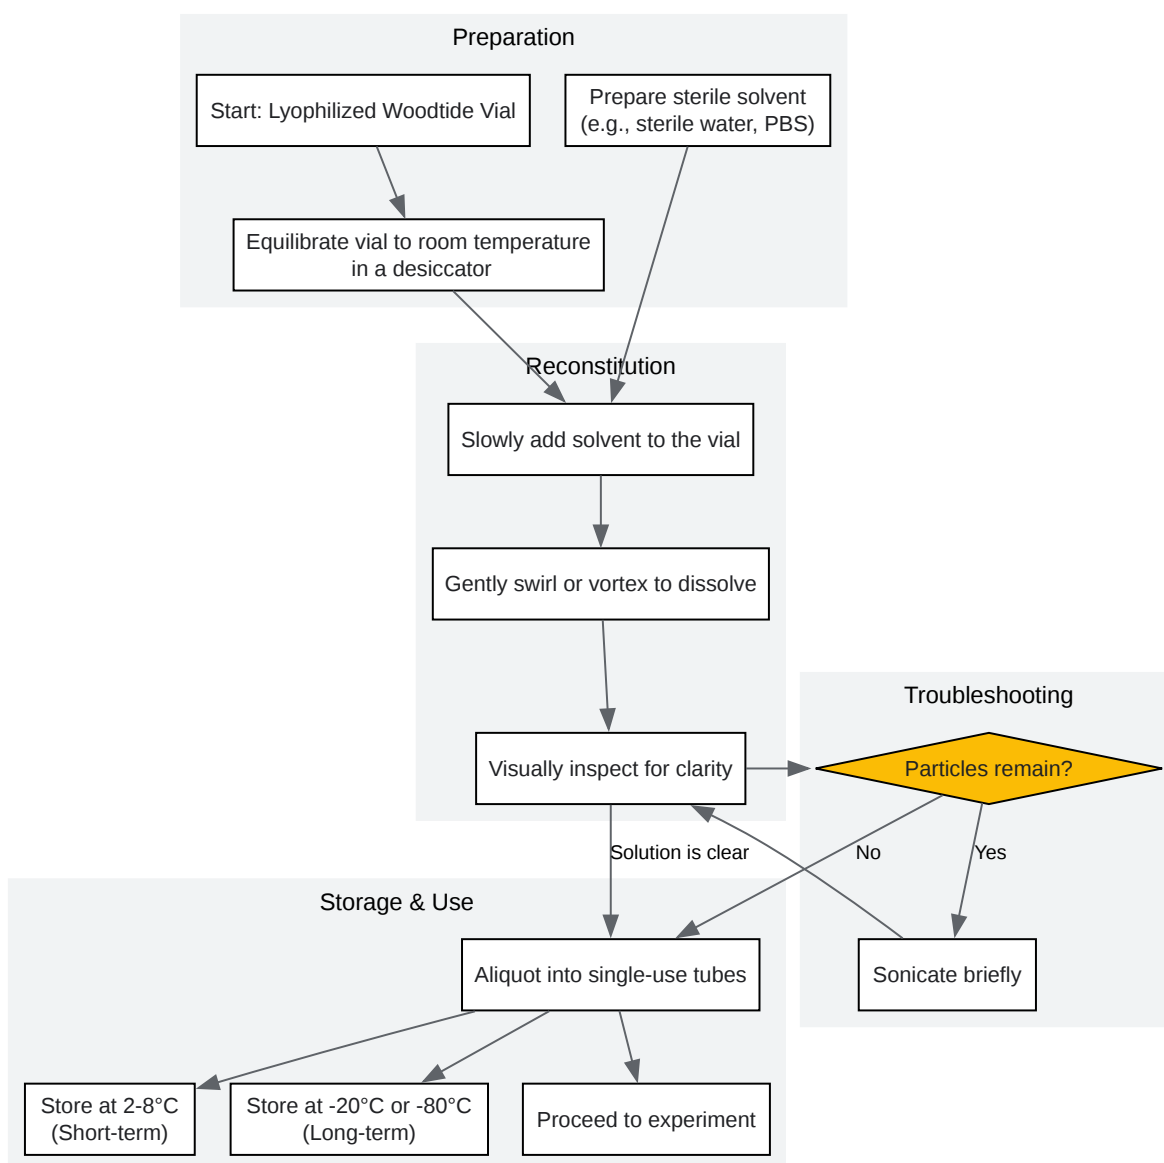 Preparation
Start: Lyophilized Woodtide Vial
Prepare sterile solvent
(e.g., sterile water, PBS)
Equilibrate vial to room temperature
in a desiccator
Reconstitution
Slowly add solvent to the vial
Gently swirl or vortex to dissolve
Troubleshooting
Visually inspect for clarity
Particles remain?
Solution is clear
No
Yes
Storage & Use
Aliquot into single-use tubes
Sonicate briefly
Store at 2-8°C
(Short-term)
Store at -20°C or -80°C
(Long-term)
Proceed to experiment